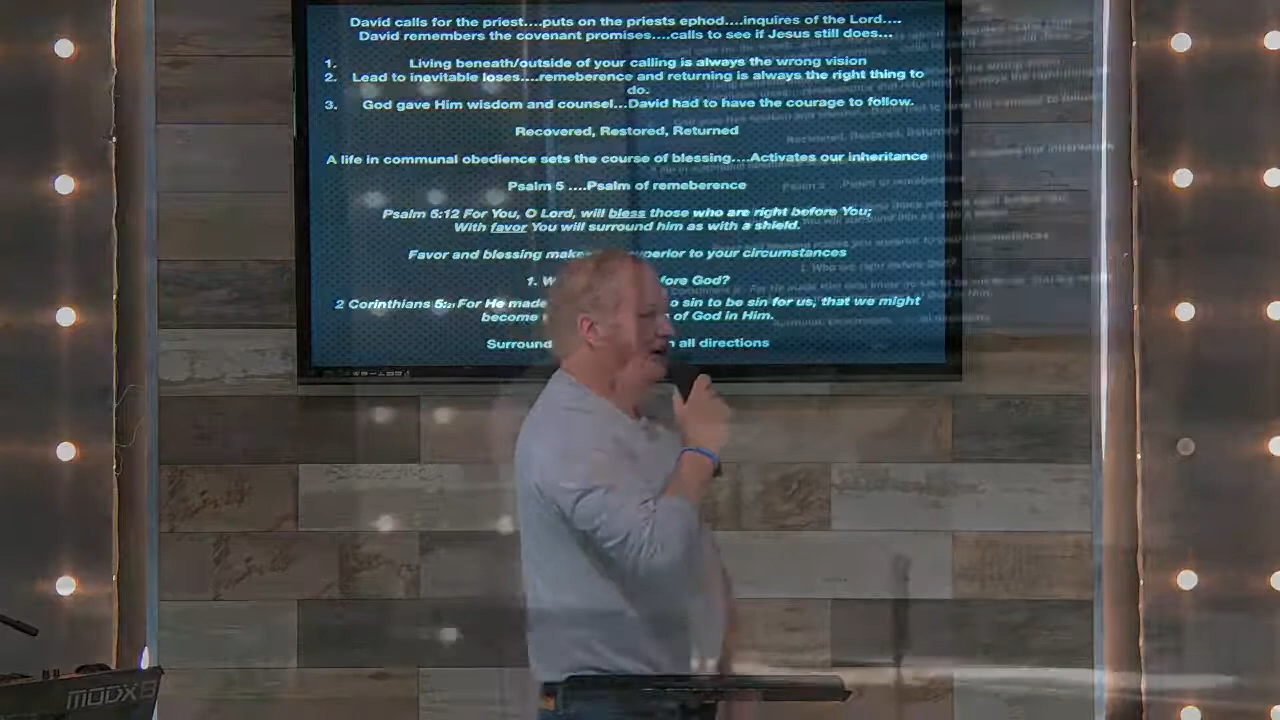 David calls for the priest....puts on the priests ephod....inquires of the Lord....
David remembers the covenant promises....calls to see if Jesus still does...
1. Living beneath/outside of your calling is always the wrong vision
2. Lead to inevitable loses....remeberence and returning is always the right thing to
do.
3. God gave Him wisdom and counsel...David had to have the courage to follow.
Recovered, Restored, Returned
A life in communal obedience sets the course of blessing....Activates our inheritance
Psalm 5 ....Psalm of remeberence
Psalm 5:12 For You, O Lord, will bless those who are right before You;
With favor You will surround him as with a shield.
Favor and blessing make perior to your circumstances
1. W fore God?
2 Corinthians 5:21 For He made o sin to be sin for us, that we might
become of God in Him.
Surround all directions
MODX8